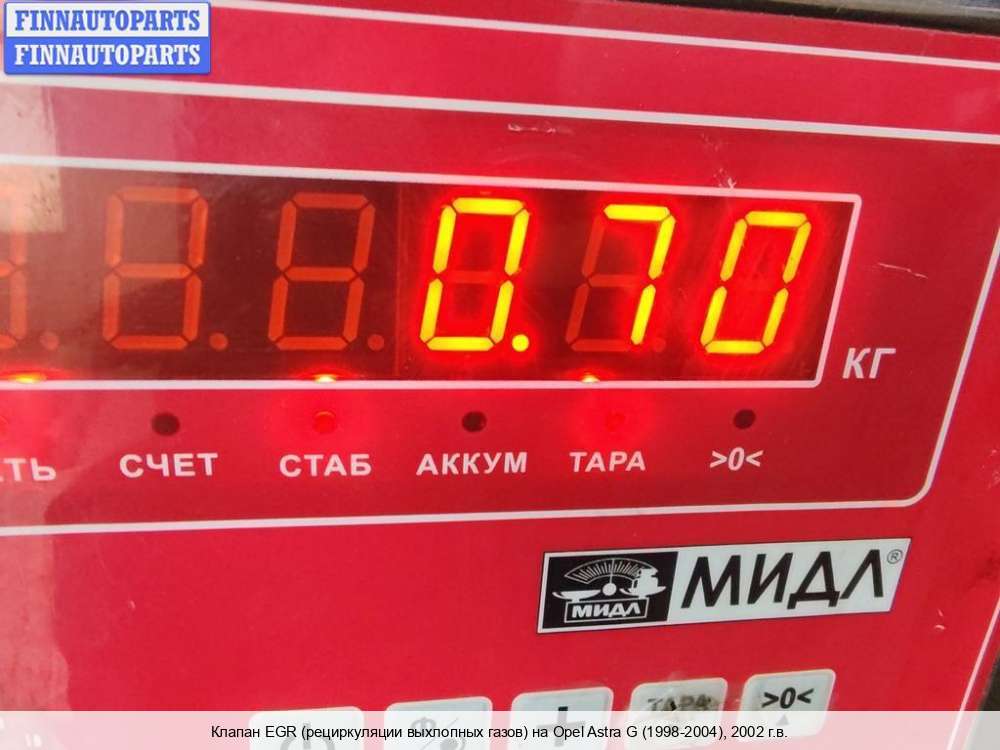 FINNAUTOPARTS
FINNAUTOPARTS
0.70
КГ
СЧЕТ СТАБ АККУМ ТАРА >0<
МИДЛ МИДЛ®
ТАРА >0<
Клапан EGR (рециркуляции выхлопных газов) на Opel Astra G (1998-2004), 2002 г.в.